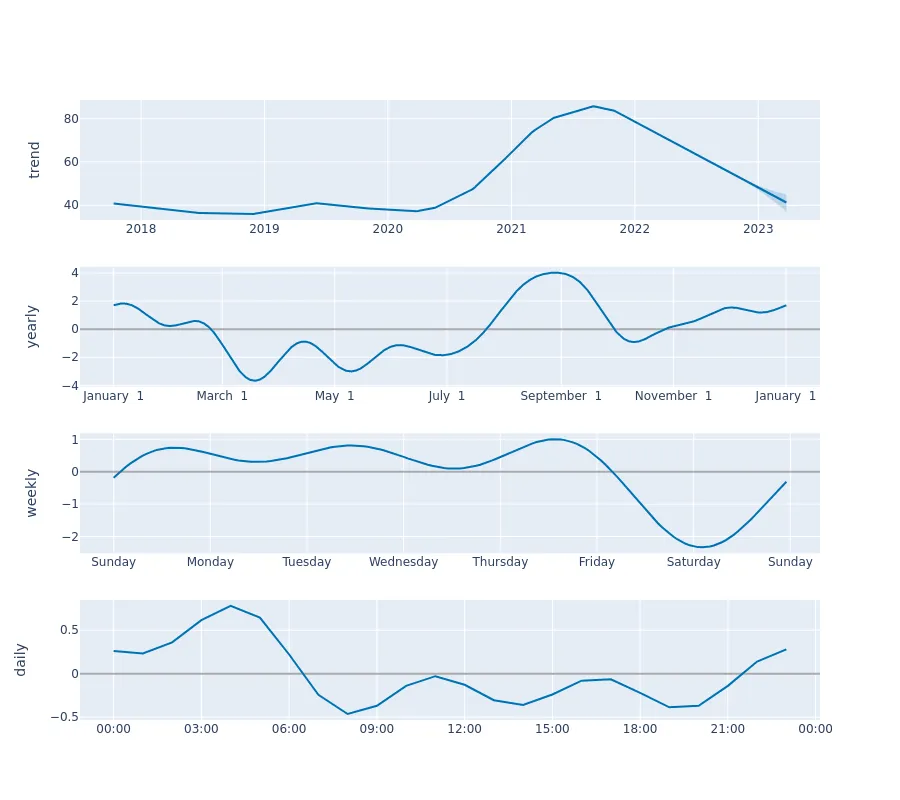 trend
80
60
40
2018 2019 2020 2021 2022 2023
yearly
4
2
0
−2
−4
January 1 March 1 May 1 July 1 September 1 November 1 January 1
weekly
1
0
−1
−2
Sunday Monday Tuesday Wednesday Thursday Friday Saturday Sunday
daily
0.5
0
−0.5
00:00 03:00 06:00 09:00 12:00 15:00 18:00 21:00 00:00